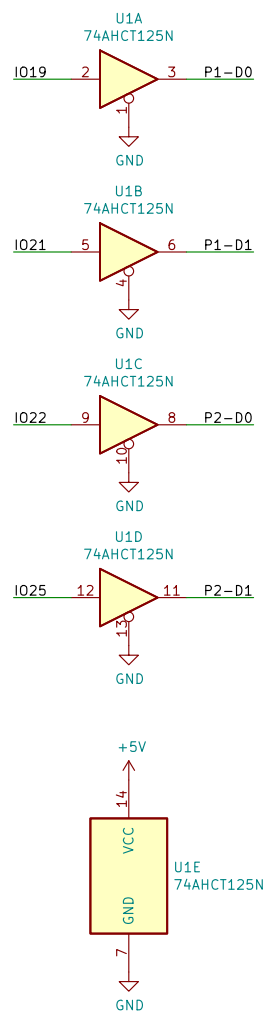 U1A
74AHCT125N
IO19 2 3 P1-D0
1
GND
U1B
74AHCT125N
IO21 5 6 P1-D1
4
GND
U1C
74AHCT125N
IO22 9 8 P2-D0
10
GND
U1D
74AHCT125N
IO25 12 11 P2-D1
13
GND
+5V
14
VCC
U1E
74AHCT125N
GND
7
GND